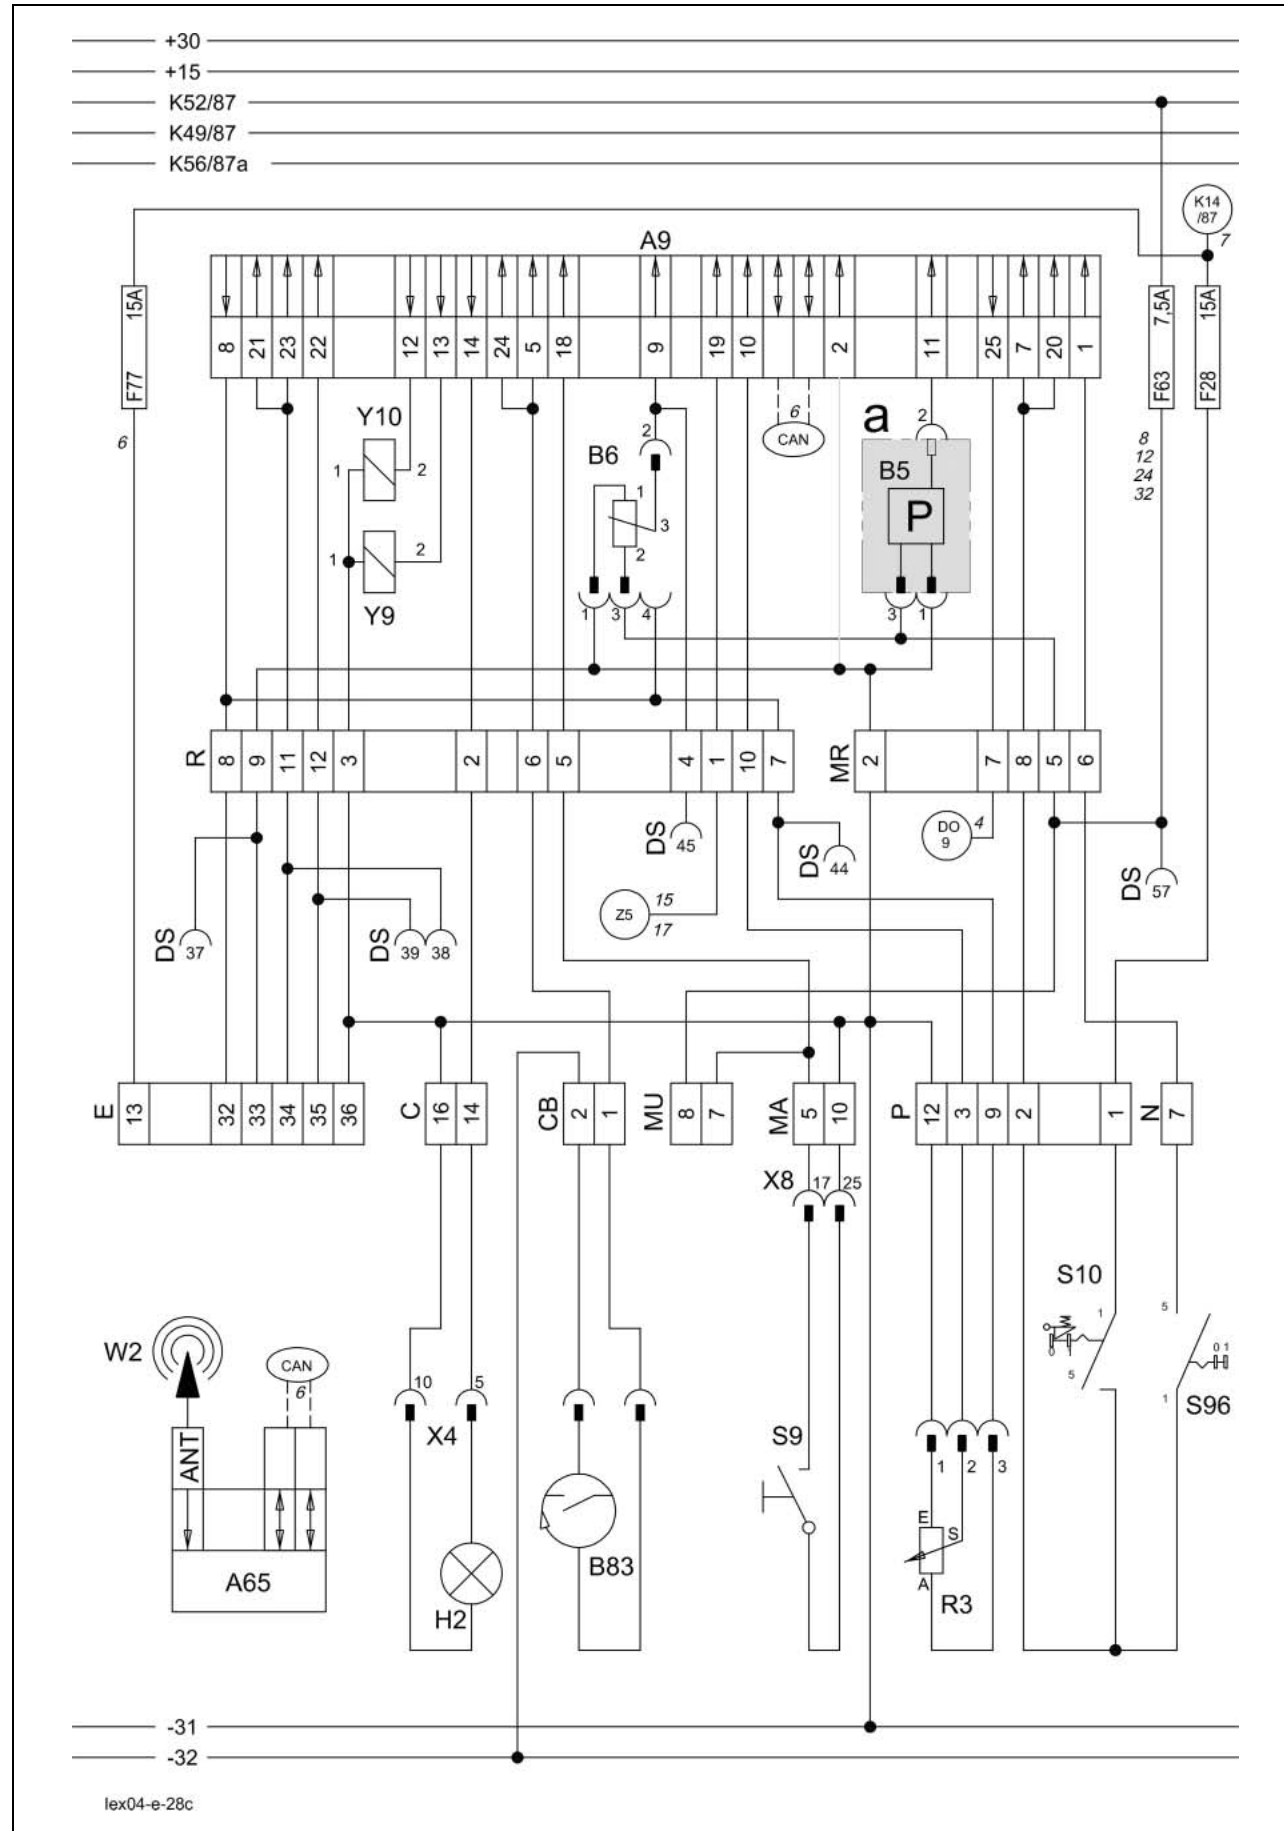 +30
+15
K52/87
K49/87
K56/87a
K14
/87
7
A9
15A
F77
6
8 21 23 22 12 13 14 24 5 18 9 19 10 2 11 25 7 20 1
7,5A
F63
15A
F28
8
12
24
32
Y10
1 2
Y9
1 2
B6
2
1
3
2
1 3 4
6
CAN
a
2
B5
P
3 1
R 8 9 11 12 3 2 6 5 4 1 10 7
MR 2 7 8 5 6
DS 45
DS 44
DO
9
4
DS 57
Z5
15
17
DS 37
DS 39 38
E 13 32 33 34 35 36
C 16 14
CB 2 1
MU 8 7
MA 5 10
P 12 3 9 2 1
N 7
X8 17 25
S10
1
0 1
5
5
0 1
1
S96
W2
CAN
6
ANT
A65
10 5
X4
H2
B83
S9
1 2 3
E
S
A
R3
-31
-32
lex04-e-28c